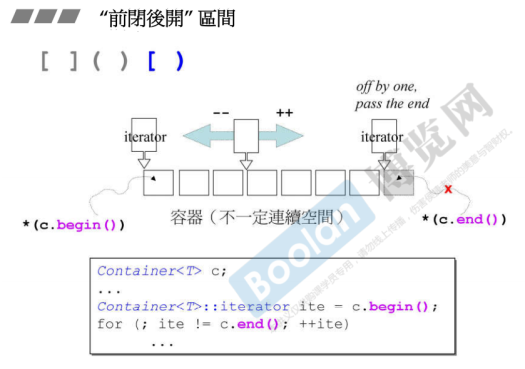 “前閉後開”區間
[ ] ( ) [ )
off by one,
pass the end
-- ++
iterator iterator
x
*(c.begin()) 容器（不一定連續空間） *(c.end())
Container<T> c;
...
Container<T>::iterator ite = c.begin();
for (; ite != c.end(); ++ite)
...
Boolan 博览网